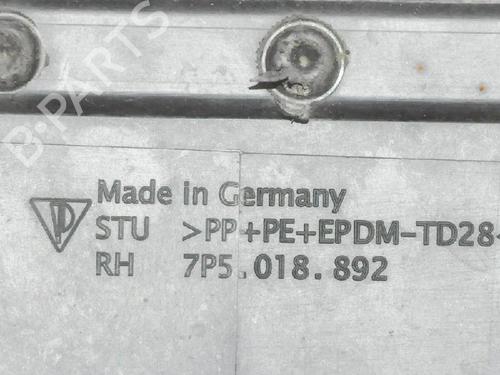 B-PARTS
Made in Germany
STU >PP+PE+EPDM-TD28
RH 7P5.018.892